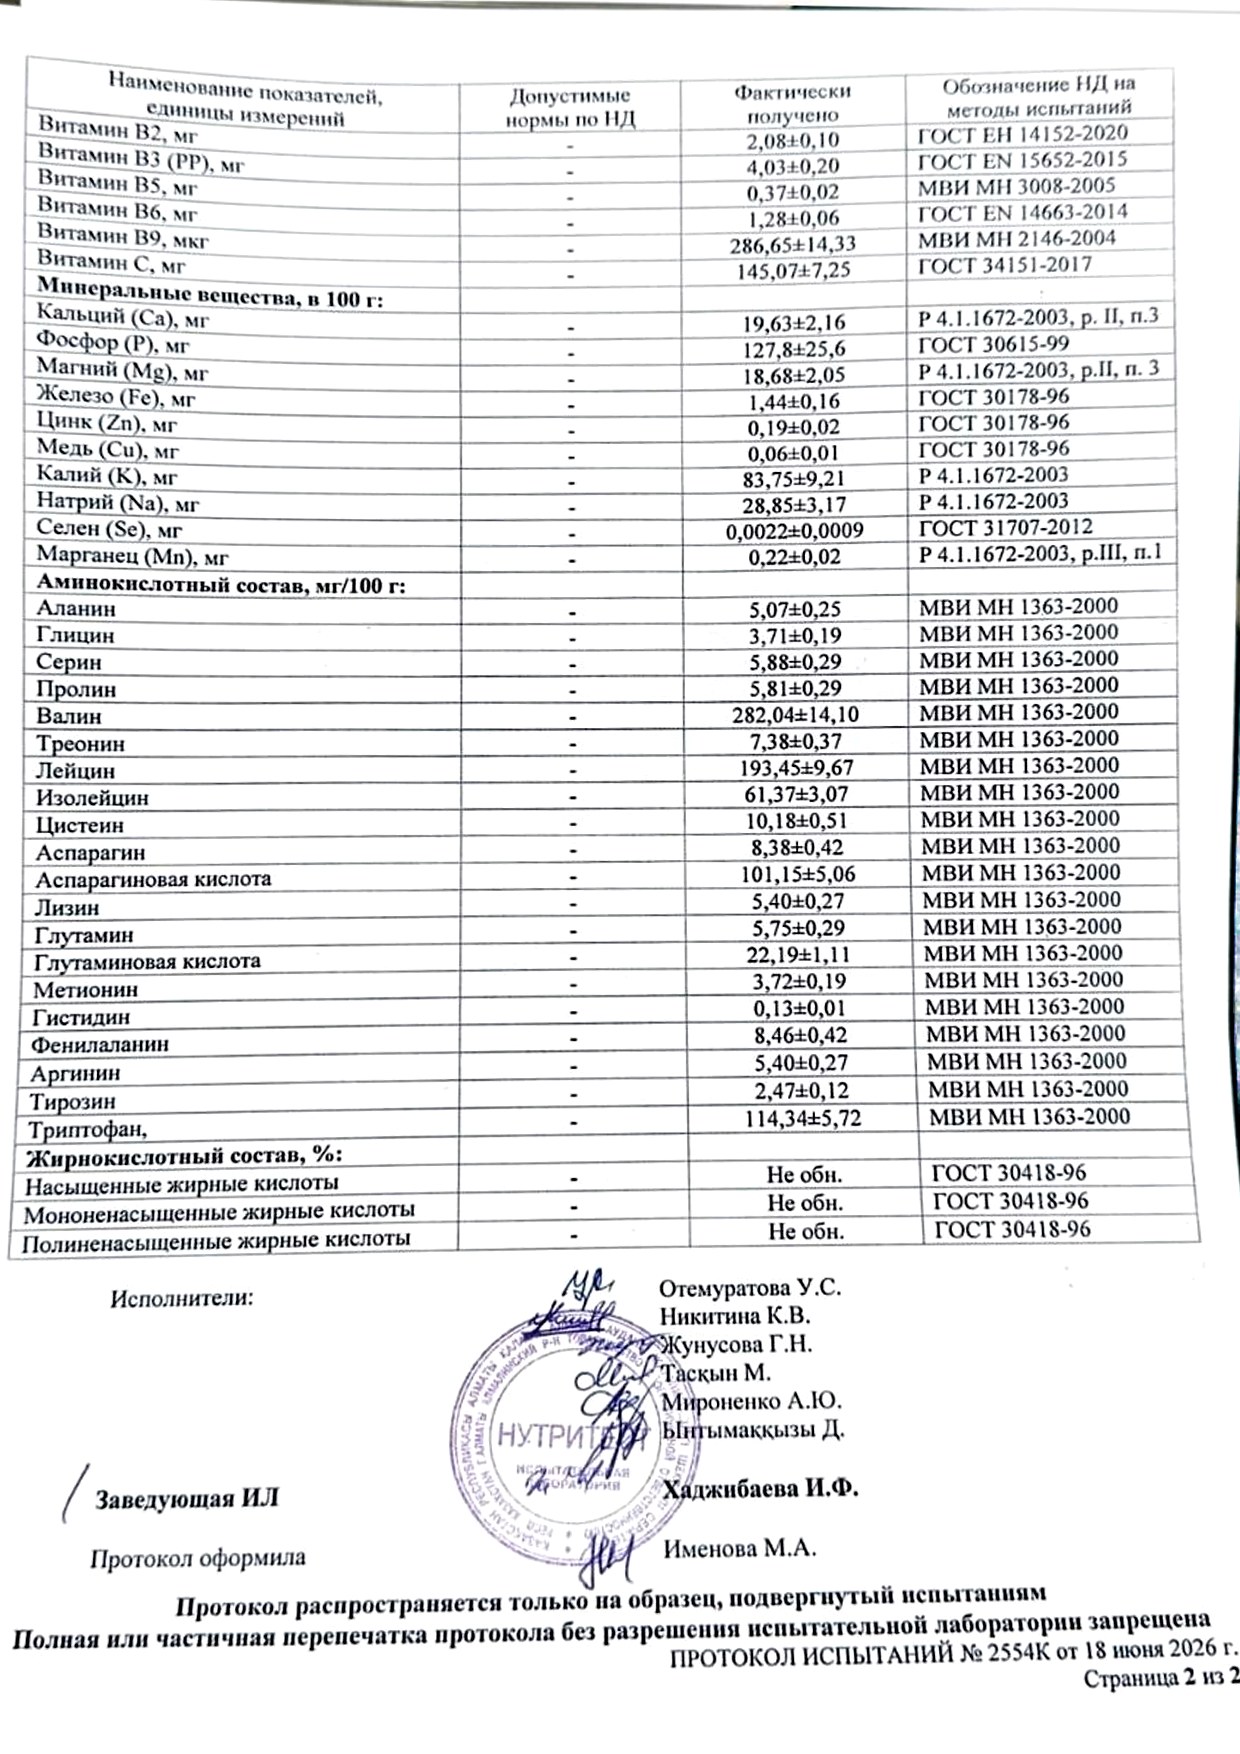 Наименование показателей, единицы измерений | Допустимые нормы по НД | Фактически получено | Обозначение НД на методы испытаний
Витамин В2, мг | - | 2,08±0,10 | ГОСТ ЕН 14152-2020
Витамин В3 (РР), мг | - | 4,03±0,20 | ГОСТ EN 15652-2015
Витамин В5, мг | - | 0,37±0,02 | МВИ МН 3008-2005
Витамин В6, мг | - | 1,28±0,06 | ГОСТ EN 14663-2014
Витамин В9, мкг | - | 286,65±14,33 | МВИ МН 2146-2004
Витамин С, мг | - | 145,07±7,25 | ГОСТ 34151-2017
Минеральные вещества, в 100 г:
Кальций (Ca), мг | - | 19,63±2,16 | Р 4.1.1672-2003, р. II, п.3
Фосфор (P), мг | - | 127,8±25,6 | ГОСТ 30615-99
Магний (Mg), мг | - | 18,68±2,05 | Р 4.1.1672-2003, р.II, п. 3
Железо (Fe), мг | - | 1,44±0,16 | ГОСТ 30178-96
Цинк (Zn), мг | - | 0,19±0,02 | ГОСТ 30178-96
Медь (Cu), мг | - | 0,06±0,01 | ГОСТ 30178-96
Калий (K), мг | - | 83,75±9,21 | Р 4.1.1672-2003
Натрий (Na), мг | - | 28,85±3,17 | Р 4.1.1672-2003
Селен (Se), мг | - | 0,0022±0,0009 | ГОСТ 31707-2012
Марганец (Mn), мг | - | 0,22±0,02 | Р 4.1.1672-2003, р.III, п.1
Аминокислотный состав, мг/100 г:
Аланин | - | 5,07±0,25 | МВИ МН 1363-2000
Глицин | - | 3,71±0,19 | МВИ МН 1363-2000
Серин | - | 5,88±0,29 | МВИ МН 1363-2000
Пролин | - | 5,81±0,29 | МВИ МН 1363-2000
Валин | - | 282,04±14,10 | МВИ МН 1363-2000
Треонин | - | 7,38±0,37 | МВИ МН 1363-2000
Лейцин | - | 193,45±9,67 | МВИ МН 1363-2000
Изолейцин | - | 61,37±3,07 | МВИ МН 1363-2000
Цистеин | - | 10,18±0,51 | МВИ МН 1363-2000
Аспарагин | - | 8,38±0,42 | МВИ МН 1363-2000
Аспарагиновая кислота | - | 101,15±5,06 | МВИ МН 1363-2000
Лизин | - | 5,40±0,27 | МВИ МН 1363-2000
Глутамин | - | 5,75±0,29 | МВИ МН 1363-2000
Глутаминовая кислота | - | 22,19±1,11 | МВИ МН 1363-2000
Метионин | - | 3,72±0,19 | МВИ МН 1363-2000
Гистидин | - | 0,13±0,01 | МВИ МН 1363-2000
Фенилаланин | - | 8,46±0,42 | МВИ МН 1363-2000
Аргинин | - | 5,40±0,27 | МВИ МН 1363-2000
Тирозин | - | 2,47±0,12 | МВИ МН 1363-2000
Триптофан, | - | 114,34±5,72 | МВИ МН 1363-2000
Жирнокислотный состав, %:
Насыщенные жирные кислоты | - | Не обн. | ГОСТ 30418-96
Мононенасыщенные жирные кислоты | - | Не обн. | ГОСТ 30418-96
Полиненасыщенные жирные кислоты | - | Не обн. | ГОСТ 30418-96
Исполнители: Отемуратова У.С.
Никитина К.В.
Жунусова Г.Н.
Тасқын М.
Мироненко А.Ю.
Ынтымаққызы Д.
НУТРИТЕСТ
ИСПЫТАТЕЛЬНАЯ
ЛАБОРАТОРИЯ
Заведующая ИЛ Хаджибаева И.Ф.
Протокол оформила Именова М.А.
Протокол распространяется только на образец, подвергнутый испытаниям
Полная или частичная перепечатка протокола без разрешения испытательной лаборатории запрещена
ПРОТОКОЛ ИСПЫТАНИЙ № 2554К от 18 июня 2026 г.
Страница 2 из 2